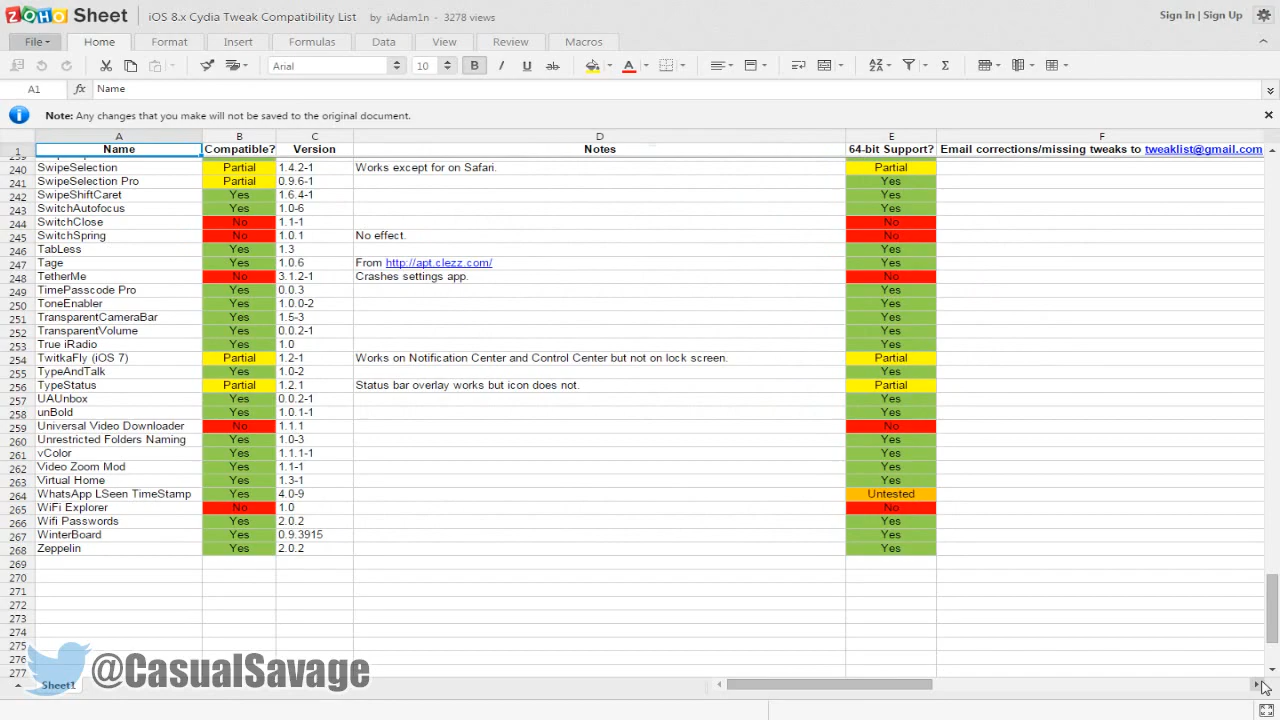 ZOHO Sheet iOS 8.x Cydia Tweak Compatibility List by iAdam1n - 3278 views Sign In | Sign Up
File Home Format Insert Formulas Data View Review Macros
Arial 10 B I U ab A Σ
A1 fx Name
Note: Any changes that you make will not be saved to the original document.
A B C D E F
1 Name Compatible? Version Notes 64-bit Support? Email corrections/missing tweaks to tweaklist@gmail.com
240 SwipeSelection Partial 1.4.2-1 Works except for on Safari. Partial
241 SwipeSelection Pro Partial 0.9.6-1 Yes
242 SwipeShiftCaret Yes 1.6.4-1 Yes
243 SwitchAutofocus Yes 1.0-6 Yes
244 SwitchClose No 1.1-1 No
245 SwitchSpring No 1.0.1 No effect. No
246 TabLess Yes 1.3 Yes
247 Tage Yes 1.0.6 From http://apt.clezz.com/ Yes
248 TetherMe No 3.1.2-1 Crashes settings app. No
249 TimePasscode Pro Yes 0.0.3 Yes
250 ToneEnabler Yes 1.0.0-2 Yes
251 TransparentCameraBar Yes 1.5-3 Yes
252 TransparentVolume Yes 0.0.2-1 Yes
253 True iRadio Yes 1.0 Yes
254 TwitkaFly (iOS 7) Partial 1.2-1 Works on Notification Center and Control Center but not on lock screen. Partial
255 TypeAndTalk Yes 1.0-2 Yes
256 TypeStatus Partial 1.2.1 Status bar overlay works but icon does not. Partial
257 UAUnbox Yes 0.0.2-1 Yes
258 unBold Yes 1.0.1-1 Yes
259 Universal Video Downloader No 1.1.1 No
260 Unrestricted Folders Naming Yes 1.0-3 Yes
261 vColor Yes 1.1.1-1 Yes
262 Video Zoom Mod Yes 1.1-1 Yes
263 Virtual Home Yes 1.3-1 Yes
264 WhatsApp LSeen TimeStamp Yes 4.0-9 Untested
265 WiFi Explorer No 1.0 No
266 Wifi Passwords Yes 2.0.2 Yes
267 WinterBoard Yes 0.9.3915 Yes
268 Zeppelin Yes 2.0.2 Yes
269
270
271
272
273
274
275
276
277
@CasualSavage
Sheet1